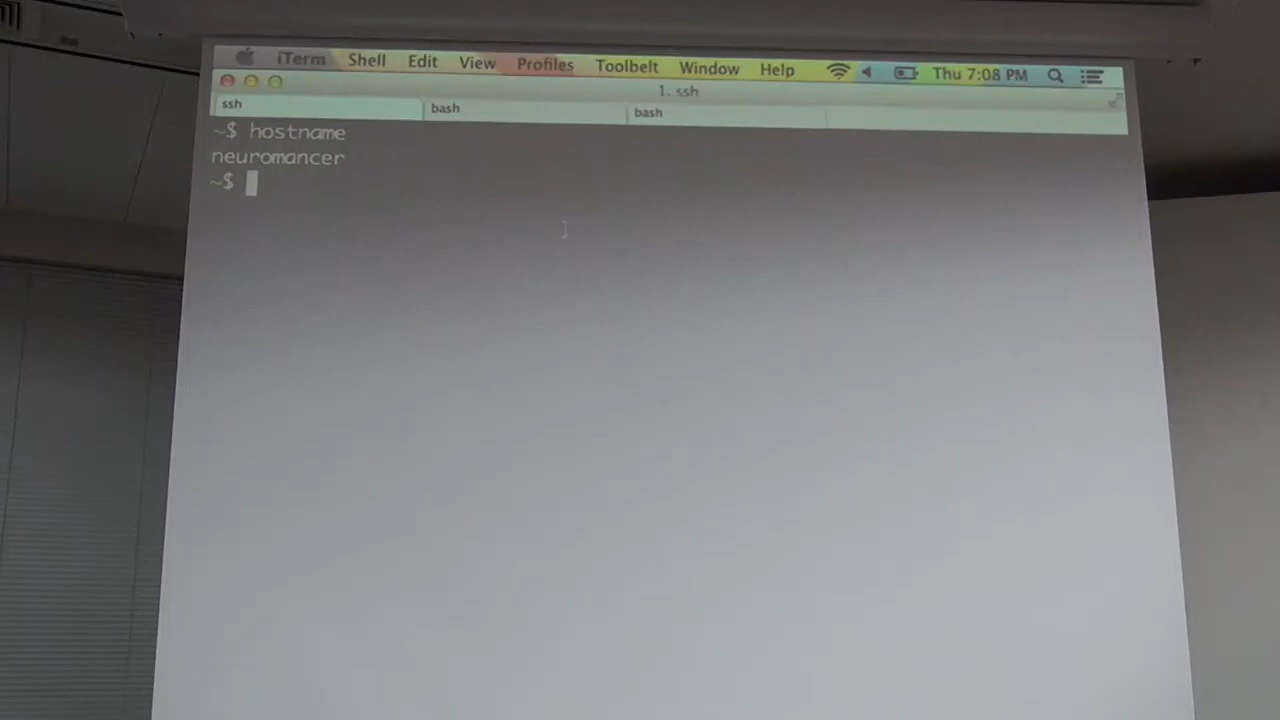 iTerm Shell Edit View Profiles Toolbelt Window Help Thu 7:08 PM
1. ssh
ssh bash bash
~$ hostname
neuromancer
~$